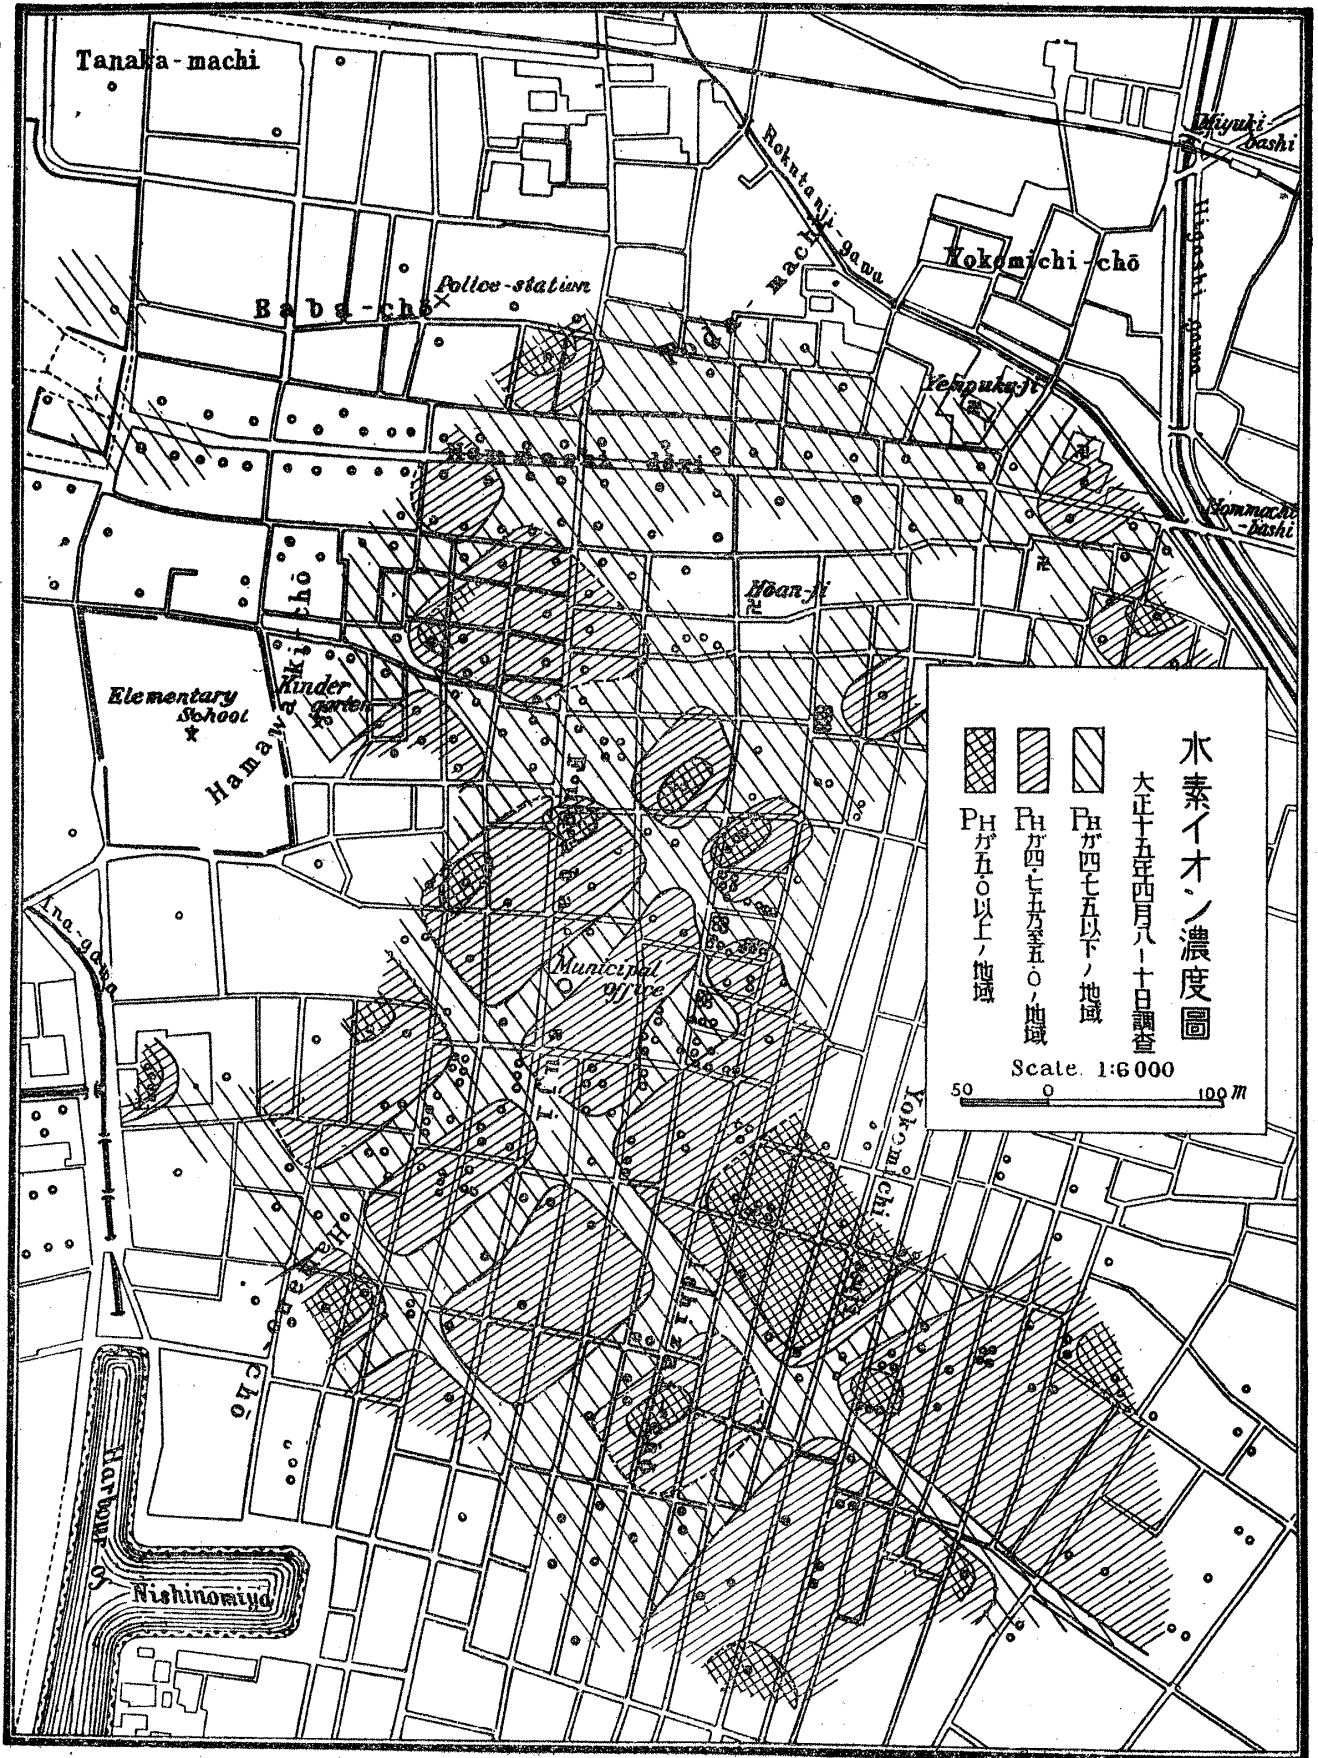 Tanaka-machi
Miyuki-bashi
Rokutanji-gawa
Higashi gawa
Yokomichi-chō
Police-station
Baba-chō
Hommachi dōri
Hommachi-bashi
Hōan-ji
Hamawaki-chō
Elementary School
Kinder garten
水素イオン濃度圖
大正十五年四月八―十日調査
PHガ四・七五以下ノ地域
PHガ四・七五乃至五・〇ノ地域
PHガ五・〇以上ノ地域
Scale. 1:6000
50 0 100 m
Municipal office
Yokomichi
chō
Harbour of Nishinomiya